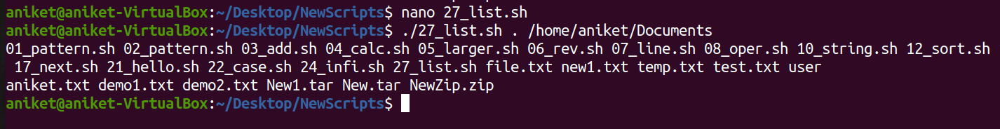 aniket@aniket-VirtualBox:~/Desktop/NewScripts$ nano 27_list.sh
aniket@aniket-VirtualBox:~/Desktop/NewScripts$ ./27_list.sh . /home/aniket/Documents
01_pattern.sh 02_pattern.sh 03_add.sh 04_calc.sh 05_larger.sh 06_rev.sh 07_line.sh 08_oper.sh 10_string.sh 12_sort.sh
17_next.sh 21_hello.sh 22_case.sh 24_infi.sh 27_list.sh file.txt new1.txt temp.txt test.txt user
aniket.txt demo1.txt demo2.txt New1.tar New.tar NewZip.zip
aniket@aniket-VirtualBox:~/Desktop/NewScripts$